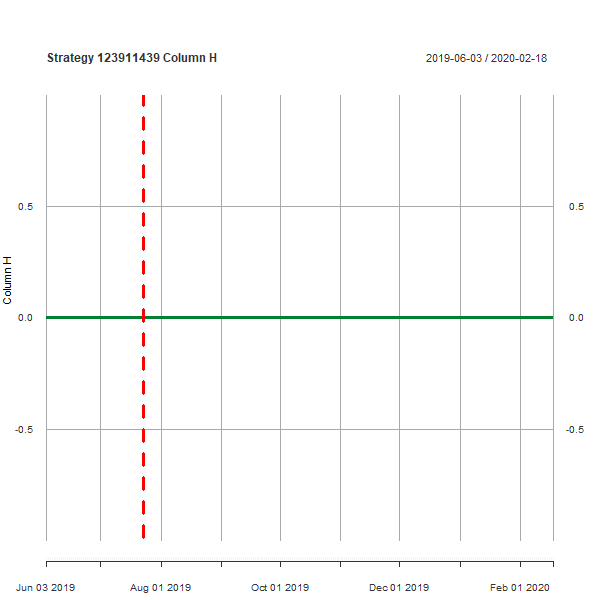 Strategy 123911439 Column H
2019-06-03 / 2020-02-18
0.5
0.5
Column H
0.0
0.0
-0.5
-0.5
Jun 03 2019
Aug 01 2019
Oct 01 2019
Dec 01 2019
Feb 01 2020